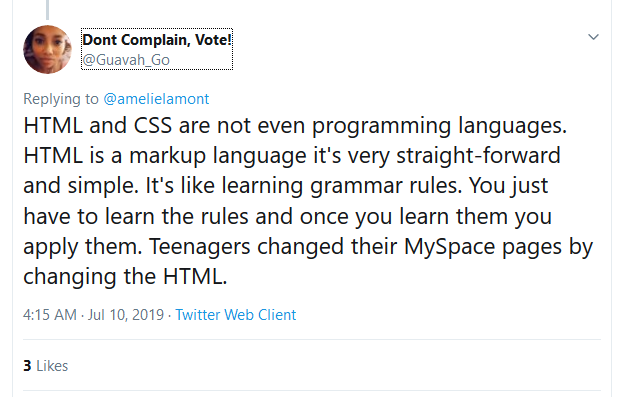 Dont Complain, Vote!
@Guavah_Go
Replying to @amelielamont
HTML and CSS are not even programming languages.
HTML is a markup language it's very straight-forward
and simple. It's like learning grammar rules. You just
have to learn the rules and once you learn them you
apply them. Teenagers changed their MySpace pages by
changing the HTML.
4:15 AM · Jul 10, 2019 · Twitter Web Client
3 Likes